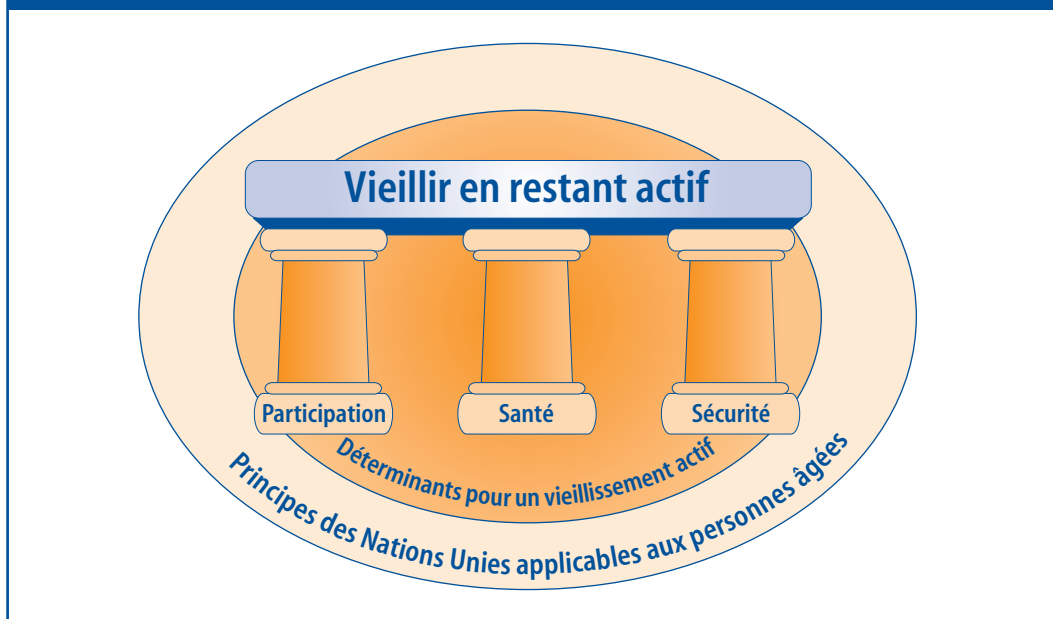 Vieillir en restant actif
Participation
Santé
Sécurité
Déterminants pour un vieillissement actif
Principes des Nations Unies applicables aux personnes âgées